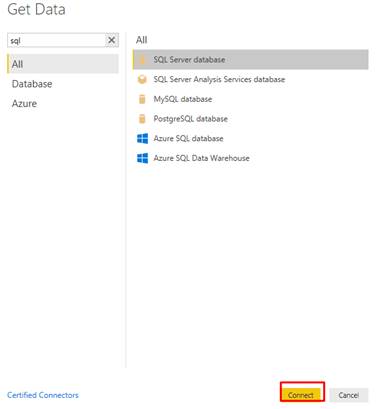 Get Data
sql
All
Database
Azure
All
SQL Server database
SQL Server Analysis Services database
MySQL database
PostgreSQL database
Azure SQL database
Azure SQL Data Warehouse
Certified Connectors
Connect
Cancel